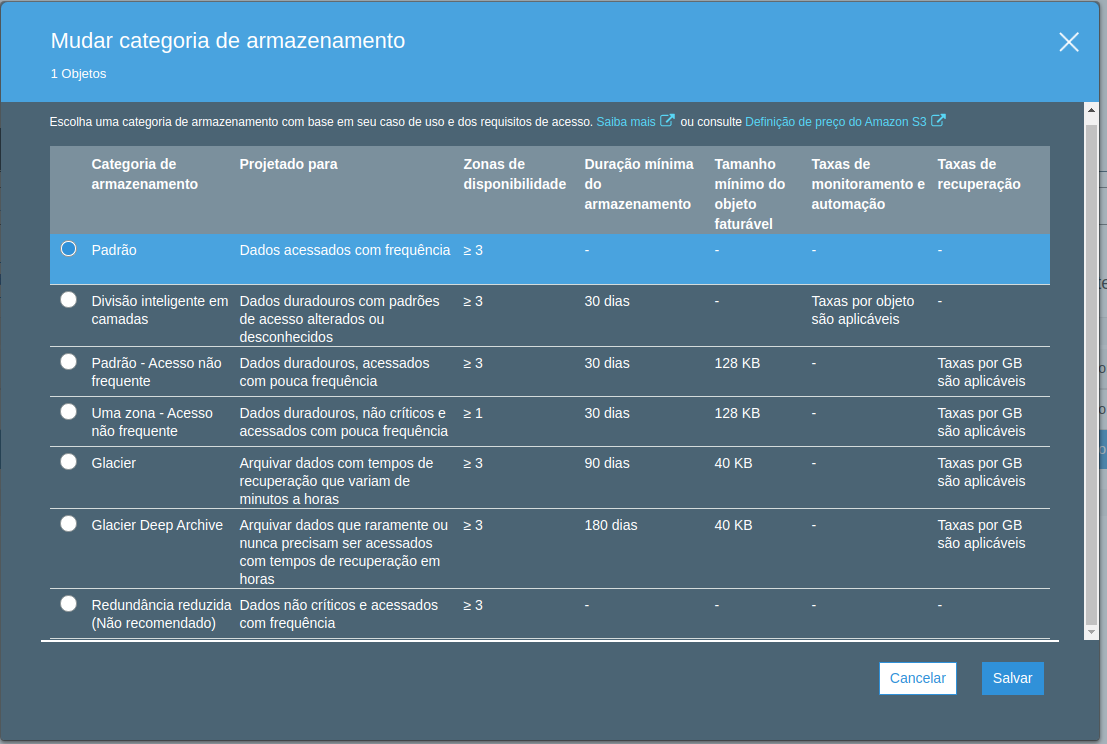 Mudar categoria de armazenamento
1 Objetos
Escolha uma categoria de armazenamento com base em seu caso de uso e dos requisitos de acesso. Saiba mais ou consulte Definição de preço do Amazon S3
Categoria de armazenamento Projetado para Zonas de disponibilidade Duração mínima do armazenamento Tamanho mínimo do objeto faturável Taxas de monitoramento e automação Taxas de recuperação
Padrão Dados acessados com frequência ≥ 3 - - - -
Divisão inteligente em camadas Dados duradouros com padrões de acesso alterados ou desconhecidos ≥ 3 30 dias - Taxas por objeto são aplicáveis -
Padrão - Acesso não frequente Dados duradouros, acessados com pouca frequência ≥ 3 30 dias 128 KB - Taxas por GB são aplicáveis
Uma zona - Acesso não frequente Dados duradouros, não críticos e acessados com pouca frequência ≥ 1 30 dias 128 KB - Taxas por GB são aplicáveis
Glacier Arquivar dados com tempos de recuperação que variam de minutos a horas ≥ 3 90 dias 40 KB - Taxas por GB são aplicáveis
Glacier Deep Archive Arquivar dados que raramente ou nunca precisam ser acessados com tempos de recuperação em horas ≥ 3 180 dias 40 KB - Taxas por GB são aplicáveis
Redundância reduzida (Não recomendado) Dados não críticos e acessados com frequência ≥ 3 - - - -
Cancelar Salvar